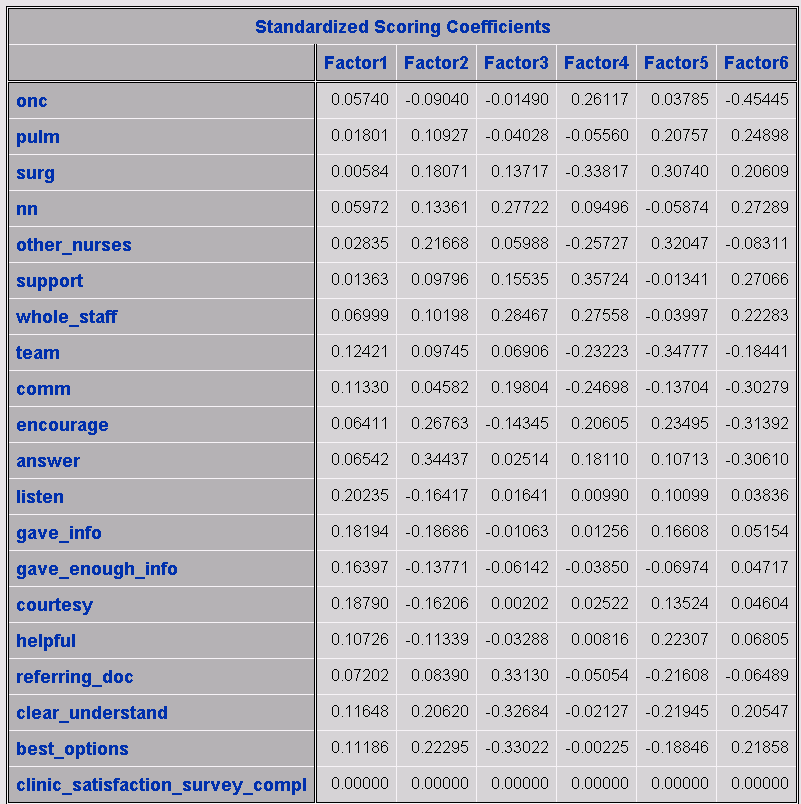 Standardized Scoring Coefficients
Factor1 Factor2 Factor3 Factor4 Factor5 Factor6
onc 0.05740 -0.09040 -0.01490 0.26117 0.03785 -0.45445
pulm 0.01801 0.10927 -0.04028 -0.05560 0.20757 0.24898
surg 0.00584 0.18071 0.13717 -0.33817 0.30740 0.20609
nn 0.05972 0.13361 0.27722 0.09496 -0.05874 0.27289
other_nurses 0.02835 0.21668 0.05988 -0.25727 0.32047 -0.08311
support 0.01363 0.09796 0.15535 0.35724 -0.01341 0.27066
whole_staff 0.06999 0.10198 0.28467 0.27558 -0.03997 0.22283
team 0.12421 0.09745 0.06906 -0.23223 -0.34777 -0.18441
comm 0.11330 0.04582 0.19804 -0.24698 -0.13704 -0.30279
encourage 0.06411 0.26763 -0.14345 0.20605 0.23495 -0.31392
answer 0.06542 0.34437 0.02514 0.18110 0.10713 -0.30610
listen 0.20235 -0.16417 0.01641 0.00990 0.10099 0.03836
gave_info 0.18194 -0.18686 -0.01063 0.01256 0.16608 0.05154
gave_enough_info 0.16397 -0.13771 -0.06142 -0.03850 -0.06974 0.04717
courtesy 0.18790 -0.16206 0.00202 0.02522 0.13524 0.04604
helpful 0.10726 -0.11339 -0.03288 0.00816 0.22307 0.06805
referring_doc 0.07202 0.08390 0.33130 -0.05054 -0.21608 -0.06489
clear_understand 0.11648 0.20620 -0.32684 -0.02127 -0.21945 0.20547
best_options 0.11186 0.22295 -0.33022 -0.00225 -0.18846 0.21858
clinic_satisfaction_survey_compl 0.00000 0.00000 0.00000 0.00000 0.00000 0.00000